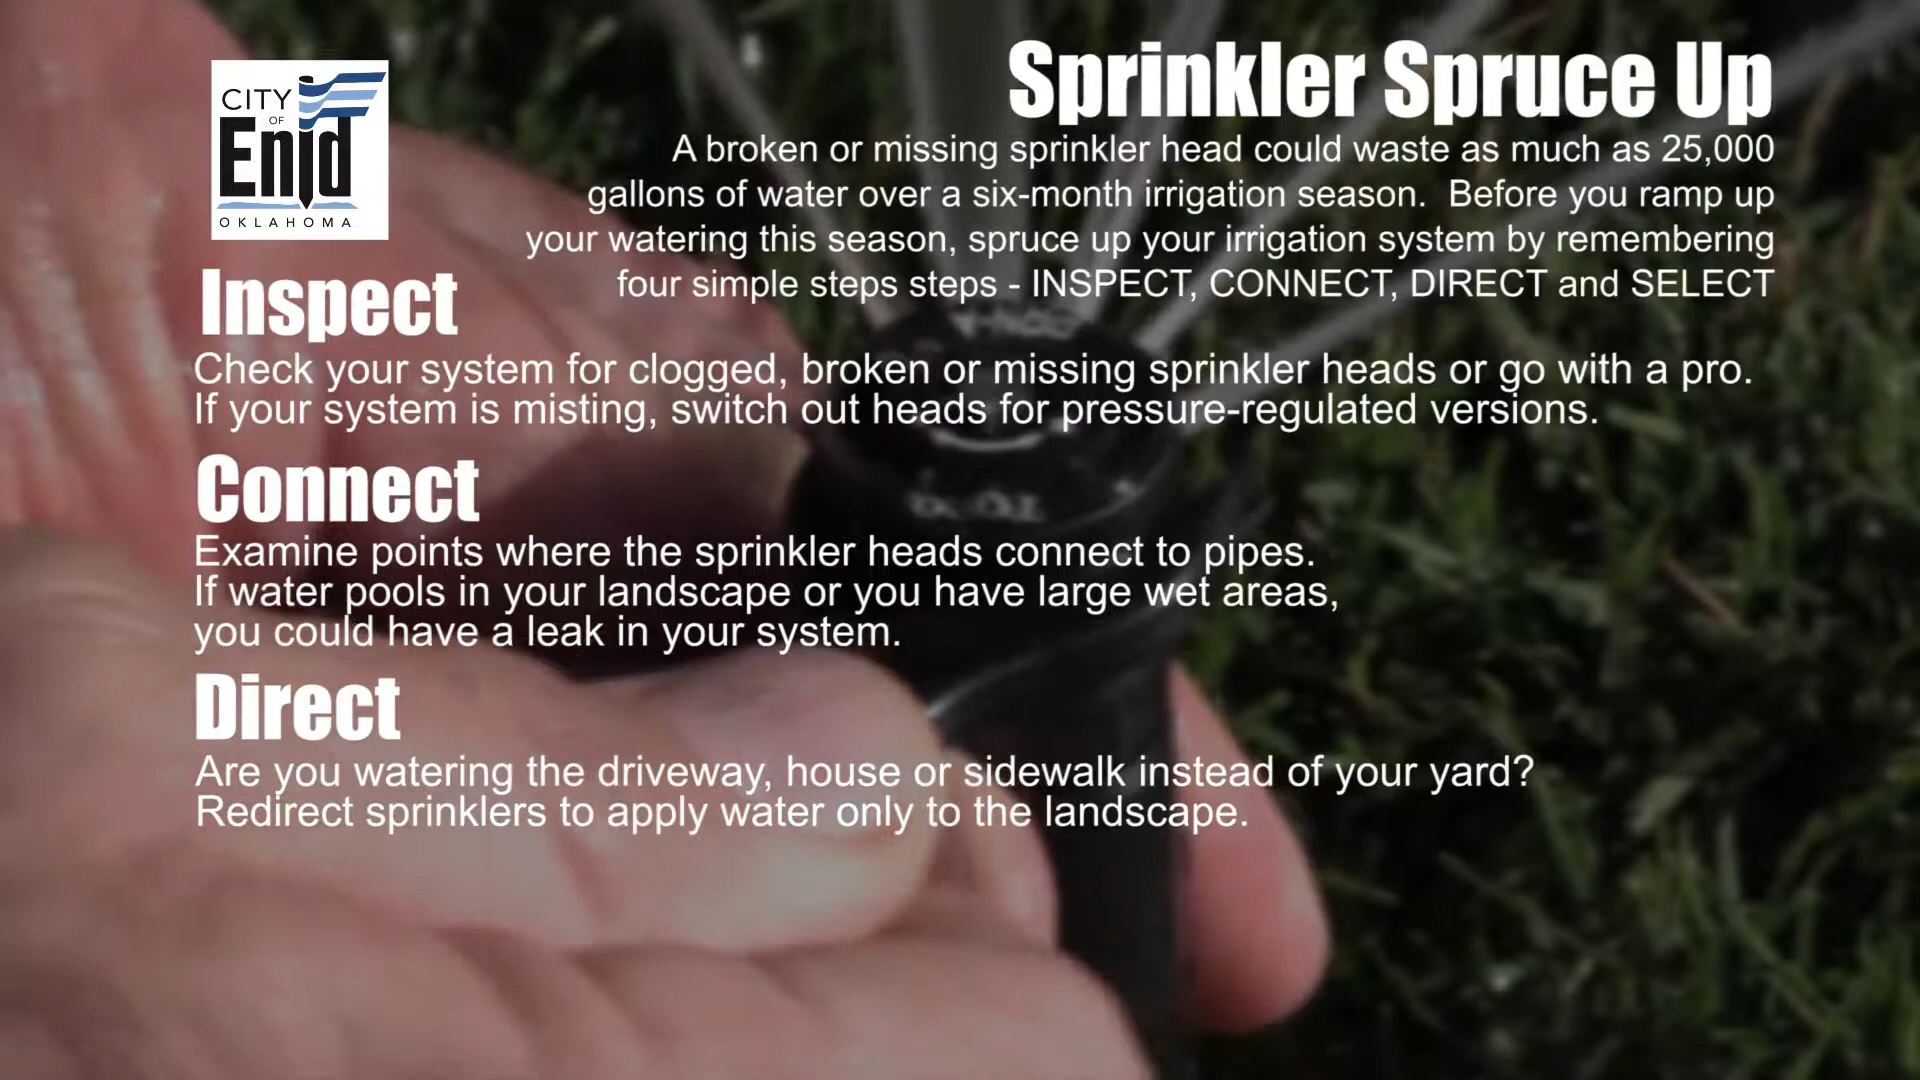 CITY
OF
Enid
OKLAHOMA
Sprinkler Spruce Up
A broken or missing sprinkler head could waste as much as 25,000
gallons of water over a six-month irrigation season.  Before you ramp up
your watering this season, spruce up your irrigation system by remembering
four simple steps steps - INSPECT, CONNECT, DIRECT and SELECT
Inspect
Check your system for clogged, broken or missing sprinkler heads or go with a pro.
If your system is misting, switch out heads for pressure-regulated versions.
Connect
Examine points where the sprinkler heads connect to pipes.
If water pools in your landscape or you have large wet areas,
you could have a leak in your system.
Direct
Are you watering the driveway, house or sidewalk instead of your yard?
Redirect sprinklers to apply water only to the landscape.